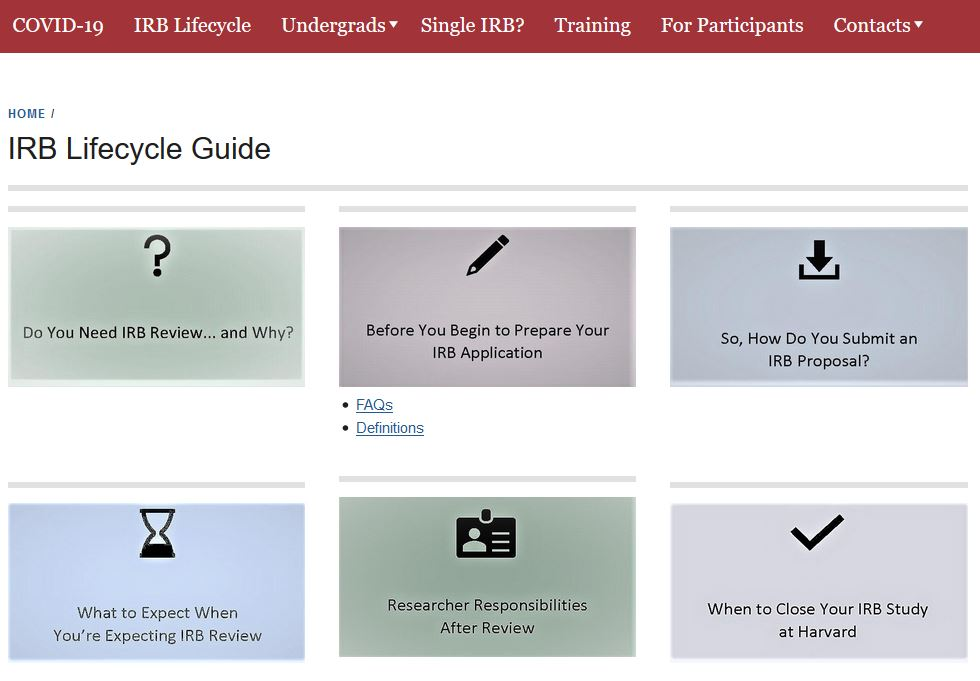 COVID-19 IRB Lifecycle Undergrads Single IRB? Training For Participants Contacts
HOME /
IRB Lifecycle Guide
Do You Need IRB Review... and Why?
Before You Begin to Prepare Your
IRB Application
So, How Do You Submit an
IRB Proposal?
FAQs
Definitions
What to Expect When
You're Expecting IRB Review
Researcher Responsibilities
After Review
When to Close Your IRB Study
at Harvard